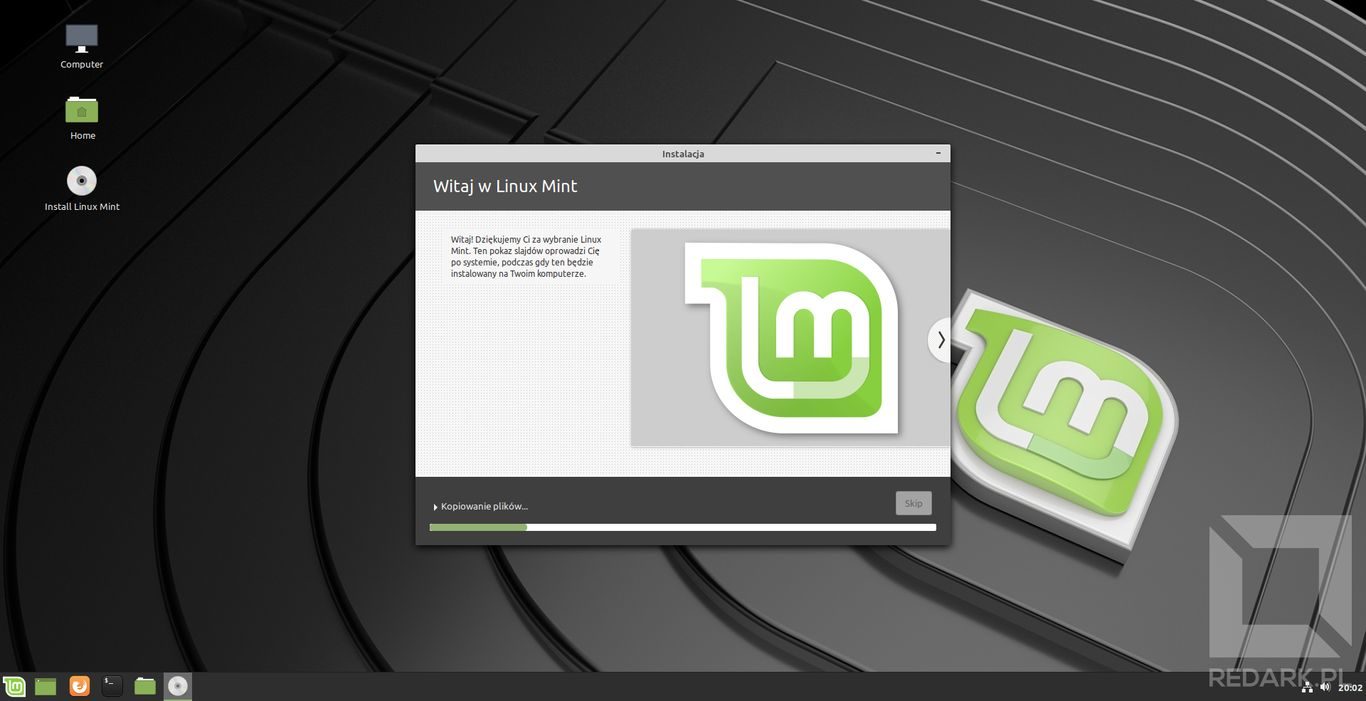 Computer
Home
Install Linux Mint
Instalacja
Witaj w Linux Mint
Witaj! Dziękujemy Ci za wybranie Linux
Mint. Ten pokaz slajdów oprowadzi Cię
po systemie, podczas gdy ten będzie
instalowany na Twoim komputerze.
lm
Kopiowanie plików...
Skip
lm
REDARK.PL
20:02